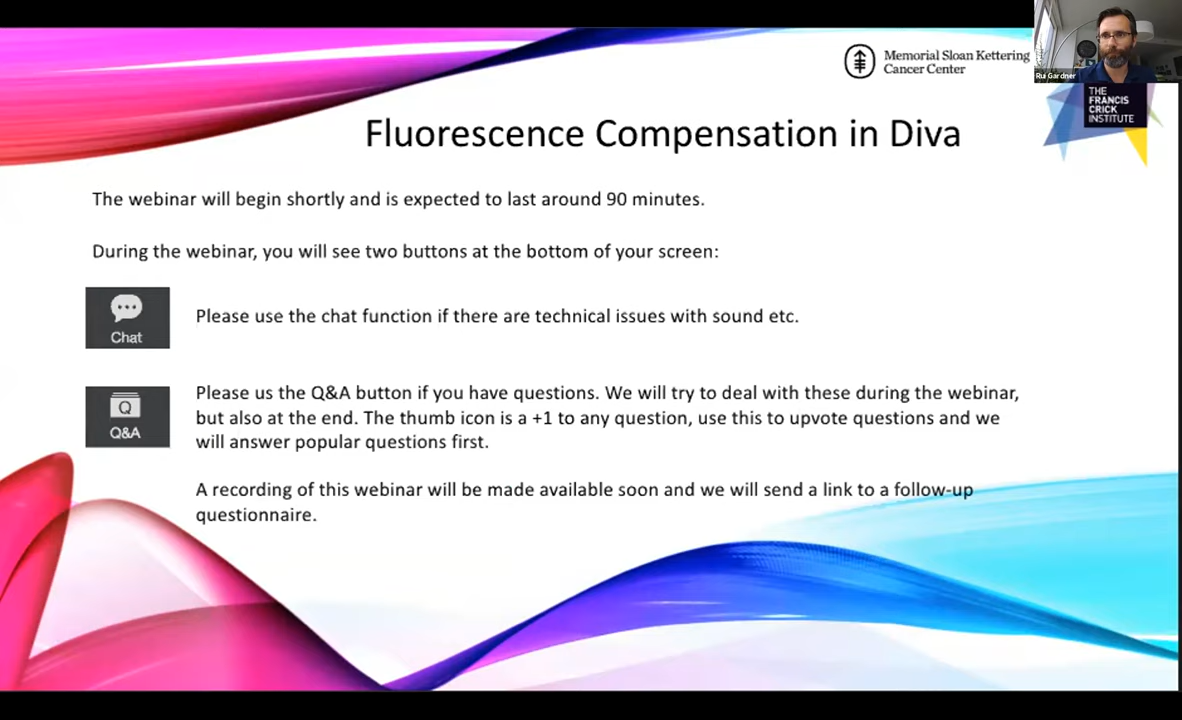 Memorial Sloan Kettering
Cancer Center
Rui Gardner
THE
FRANCIS
CRICK
INSTITUTE
Fluorescence Compensation in Diva
The webinar will begin shortly and is expected to last around 90 minutes.
During the webinar, you will see two buttons at the bottom of your screen:
Chat
Please use the chat function if there are technical issues with sound etc.
Q
Q&A
Please us the Q&A button if you have questions. We will try to deal with these during the webinar,
but also at the end. The thumb icon is a +1 to any question, use this to upvote questions and we
will answer popular questions first.
A recording of this webinar will be made available soon and we will send a link to a follow-up
questionnaire.